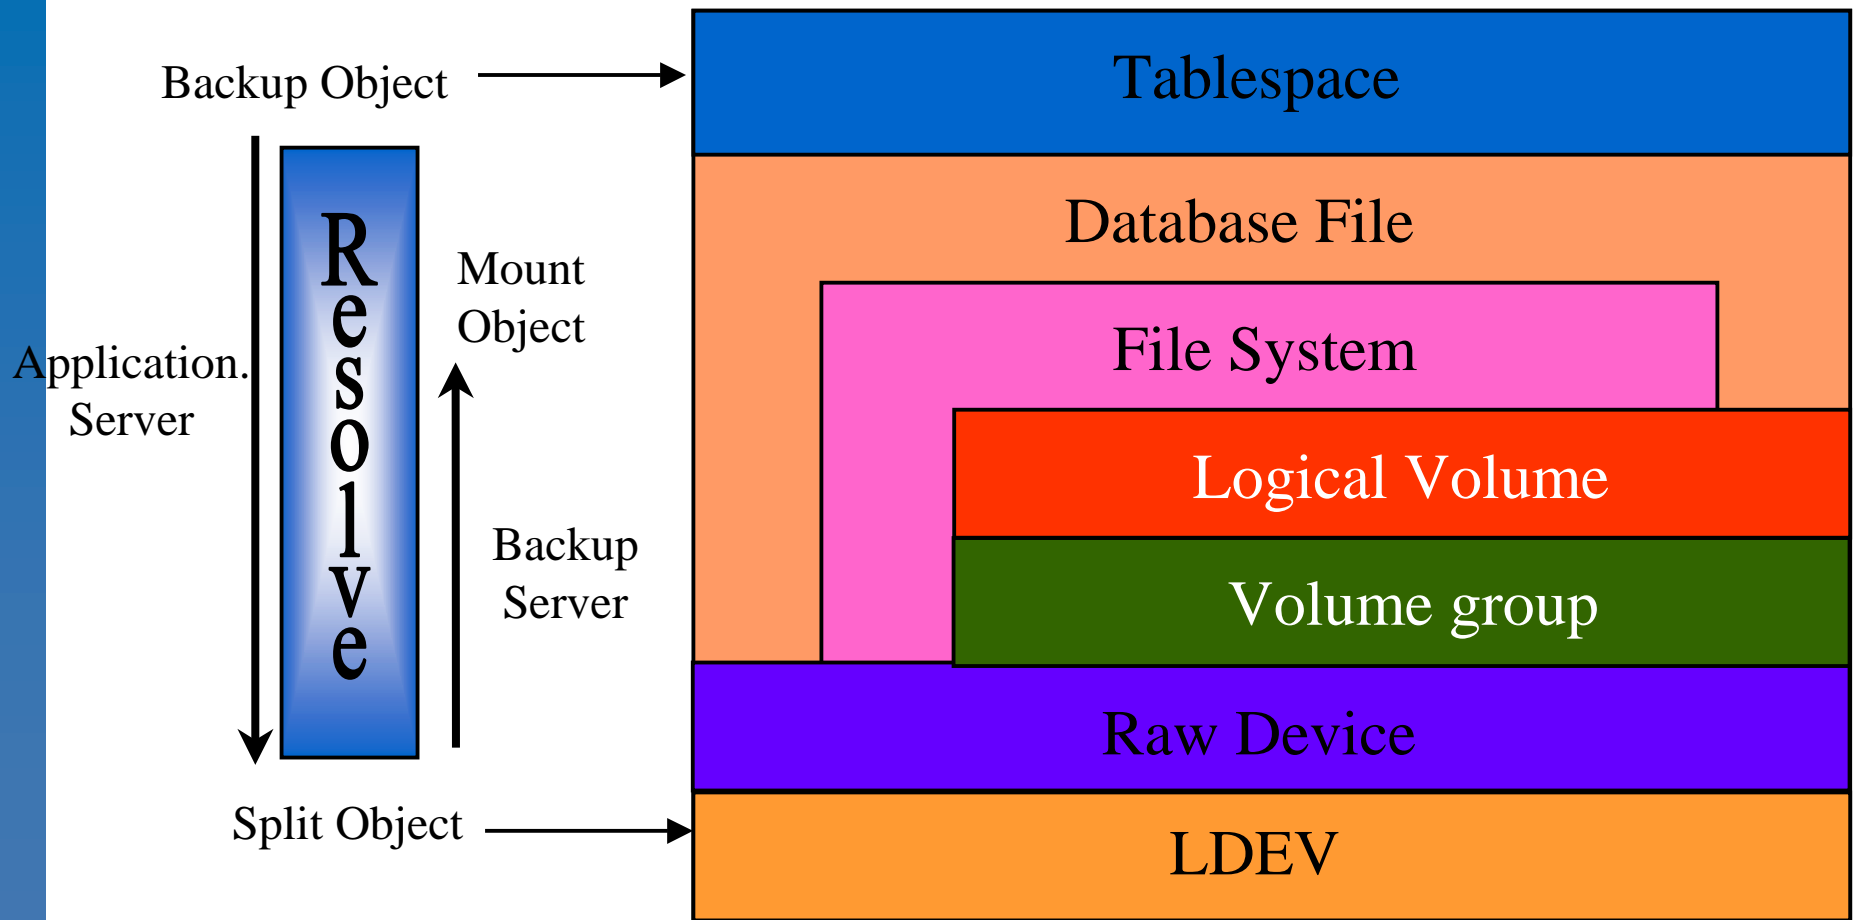 Backup Object
Tablespace
Resolve
Database File
Mount
Object
File System
Application.
Server
Logical Volume
Backup
Server
Volume group
Raw Device
Split Object
LDEV